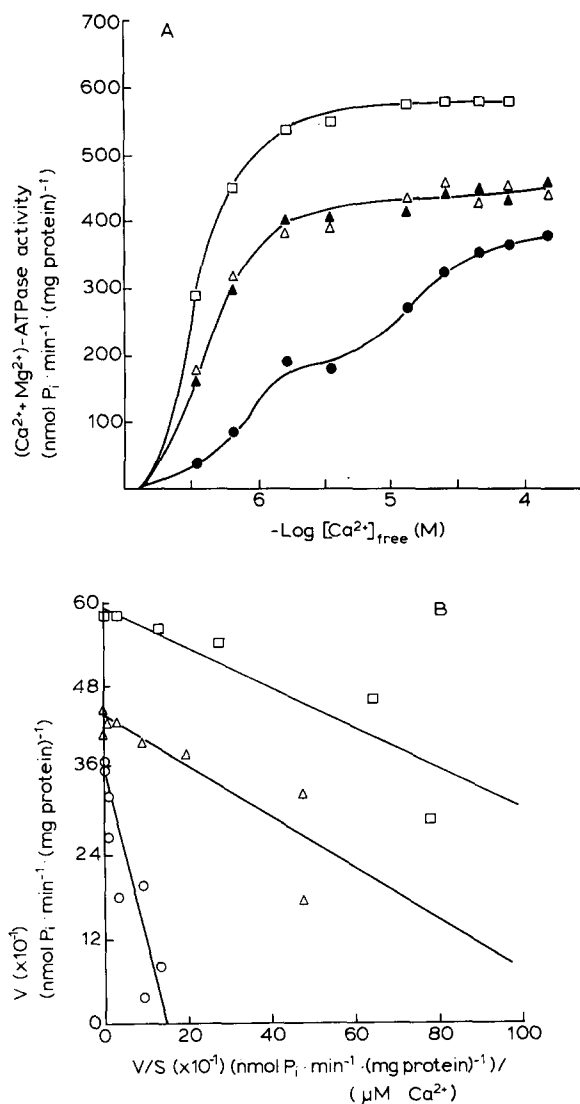 A
700
600
500
400
300
200
100
(Ca²⁺+Mg²⁺)-ATPase activity
(nmol Pᵢ·min⁻¹·(mg protein)⁻¹)
6 5 4
-Log [Ca²⁺]free (M)
B
60
48
36
24
12
0
V (x10⁻¹)
(nmol Pᵢ·min⁻¹·(mg protein)⁻¹)
0 20 40 60 80 100
V/S (x10⁻¹) (nmol Pᵢ·min⁻¹·(mg protein)⁻¹)/
(μM Ca²⁺)